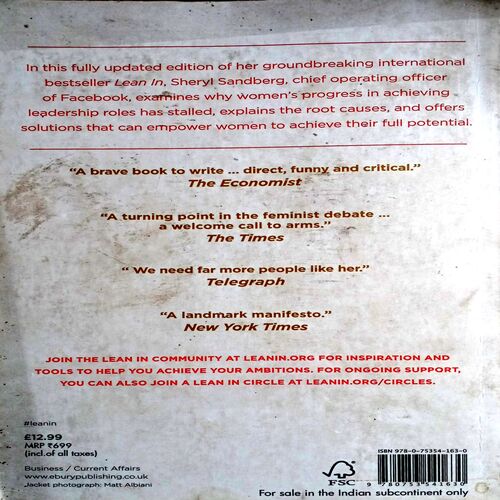 In this fully updated edition of her groundbreaking international
bestseller Lean In, Sheryl Sandberg, chief operating officer
of Facebook, examines why women's progress in achieving
leadership roles has stalled, explains the root causes, and offers
solutions that can empower women to achieve their full potential.
“A brave book to write ... direct, funny and critical.”
The Economist
“A turning point in the feminist debate ...
a welcome call to arms.”
The Times
“ We need far more people like her.”
Telegraph
“A landmark manifesto.”
New York Times
JOIN THE LEAN IN COMMUNITY AT LEANIN.ORG FOR INSPIRATION AND
TOOLS TO HELP YOU ACHIEVE YOUR AMBITIONS. FOR ONGOING SUPPORT,
YOU CAN ALSO JOIN A LEAN IN CIRCLE AT LEANIN.ORG/CIRCLES.
#leanin
£12.99
MRP ₹699
(incl.of all taxes)
Business / Current Affairs
www.eburypublishing.co.uk
Jacket photograph: Matt Albiani
FSC
ISBN 978-0-75354-163-0
9 780753 541630
For sale in the Indian subcontinent only